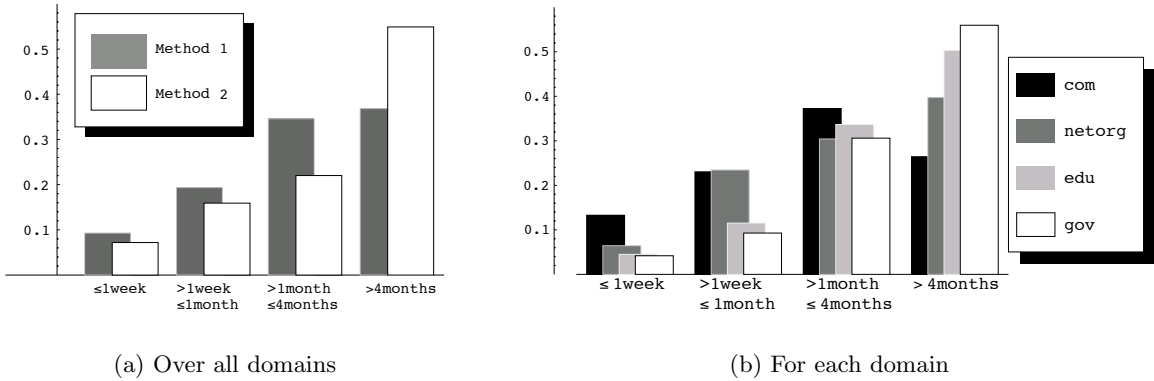 Method 1
Method 2
0.5
0.4
0.3
0.2
0.1
≤1week
>1week
≤1month
>1month
≤4months
>4months
(a) Over all domains
0.5
0.4
0.3
0.2
0.1
com
netorg
edu
gov
≤ 1week
>1week
≤ 1month
>1month
≤ 4months
> 4months
(b) For each domain